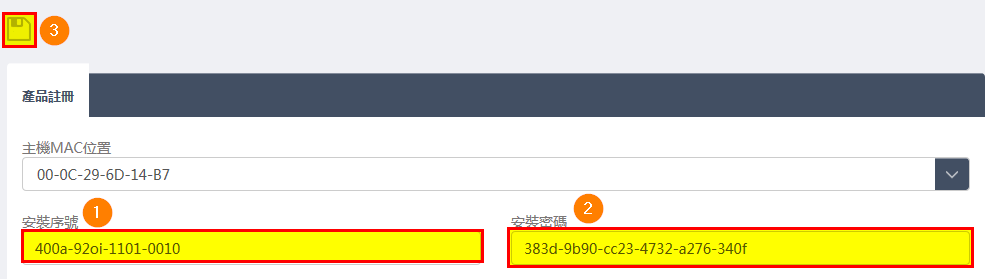 3
產品註冊
主機MAC位置
00-0C-29-6D-14-B7
安裝序號 1
400a-92oi-1101-0010
安裝密碼 2
383d-9b90-cc23-4732-a276-340f